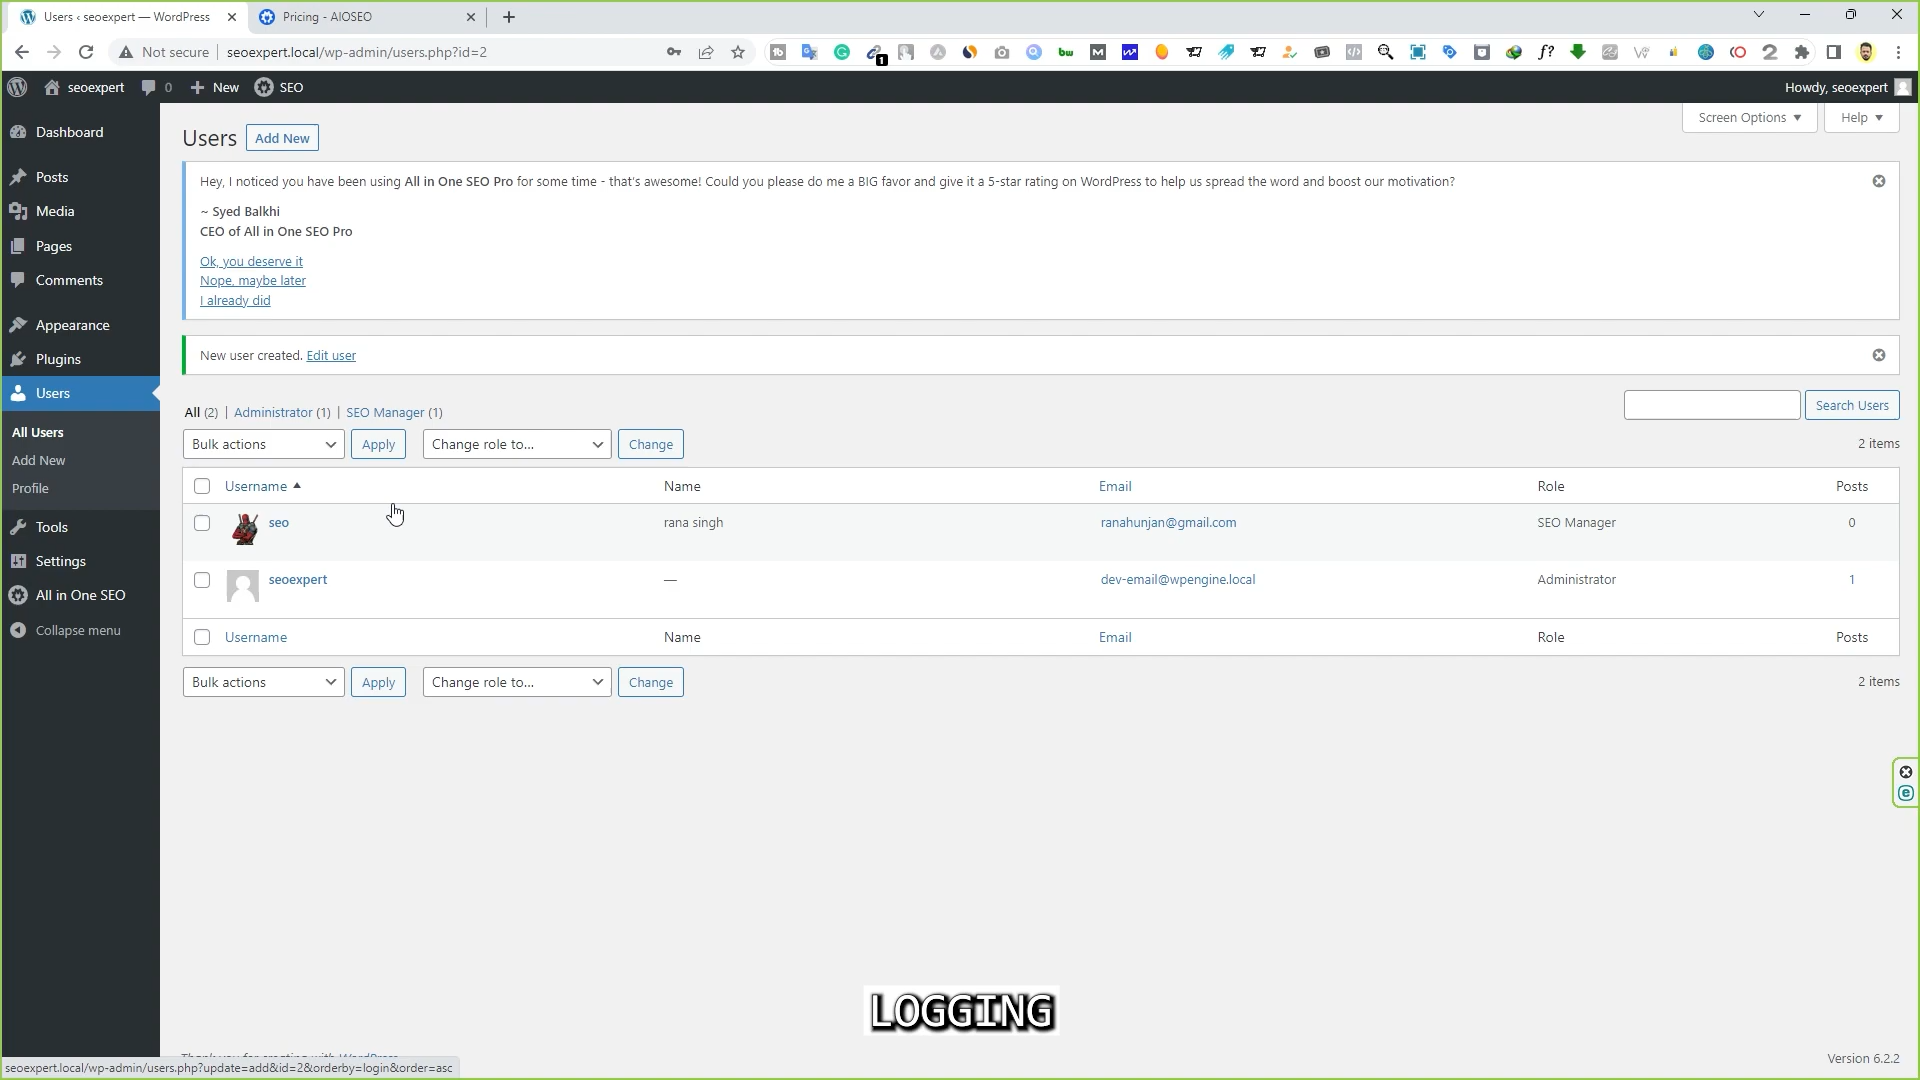 Users ‹ seoexpert — WordPress
Pricing - AIOSEO
Not secure
seoexpert.local/wp-admin/users.php?id=2
1
seoexpert
0
New
SEO
Howdy, seoexpert
Dashboard
Posts
Media
Pages
Comments
Appearance
Plugins
Users
All Users
Add New
Profile
Tools
Settings
All in One SEO
Collapse menu
Users
Add New
Screen Options
Help
Hey, I noticed you have been using All in One SEO Pro for some time - that's awesome! Could you please do me a BIG favor and give it a 5-star rating on WordPress to help us spread the word and boost our motivation?
~ Syed Balkhi
CEO of All in One SEO Pro
Ok, you deserve it
Nope, maybe later
I already did
New user created. Edit user
All (2) | Administrator (1) | SEO Manager (1)
Search Users
Bulk actions
Apply
Change role to...
Change
2 items
Username
Name
Email
Role
Posts
seo
rana singh
ranahunjan@gmail.com
SEO Manager
0
seoexpert
—
dev-email@wpengine.local
Administrator
1
Username
Name
Email
Role
Posts
Bulk actions
Apply
Change role to...
Change
2 items
LOGGING
Thank you for creating with WordPress.
Version 6.2.2
seoexpert.local/wp-admin/users.php?update=add&id=2&orderby=login&order=asc